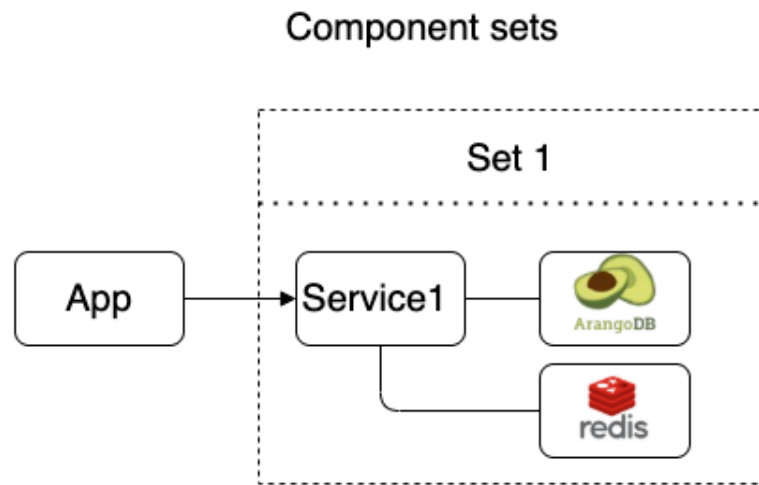 Component sets
Set 1
App
Service1
ArangoDB
redis